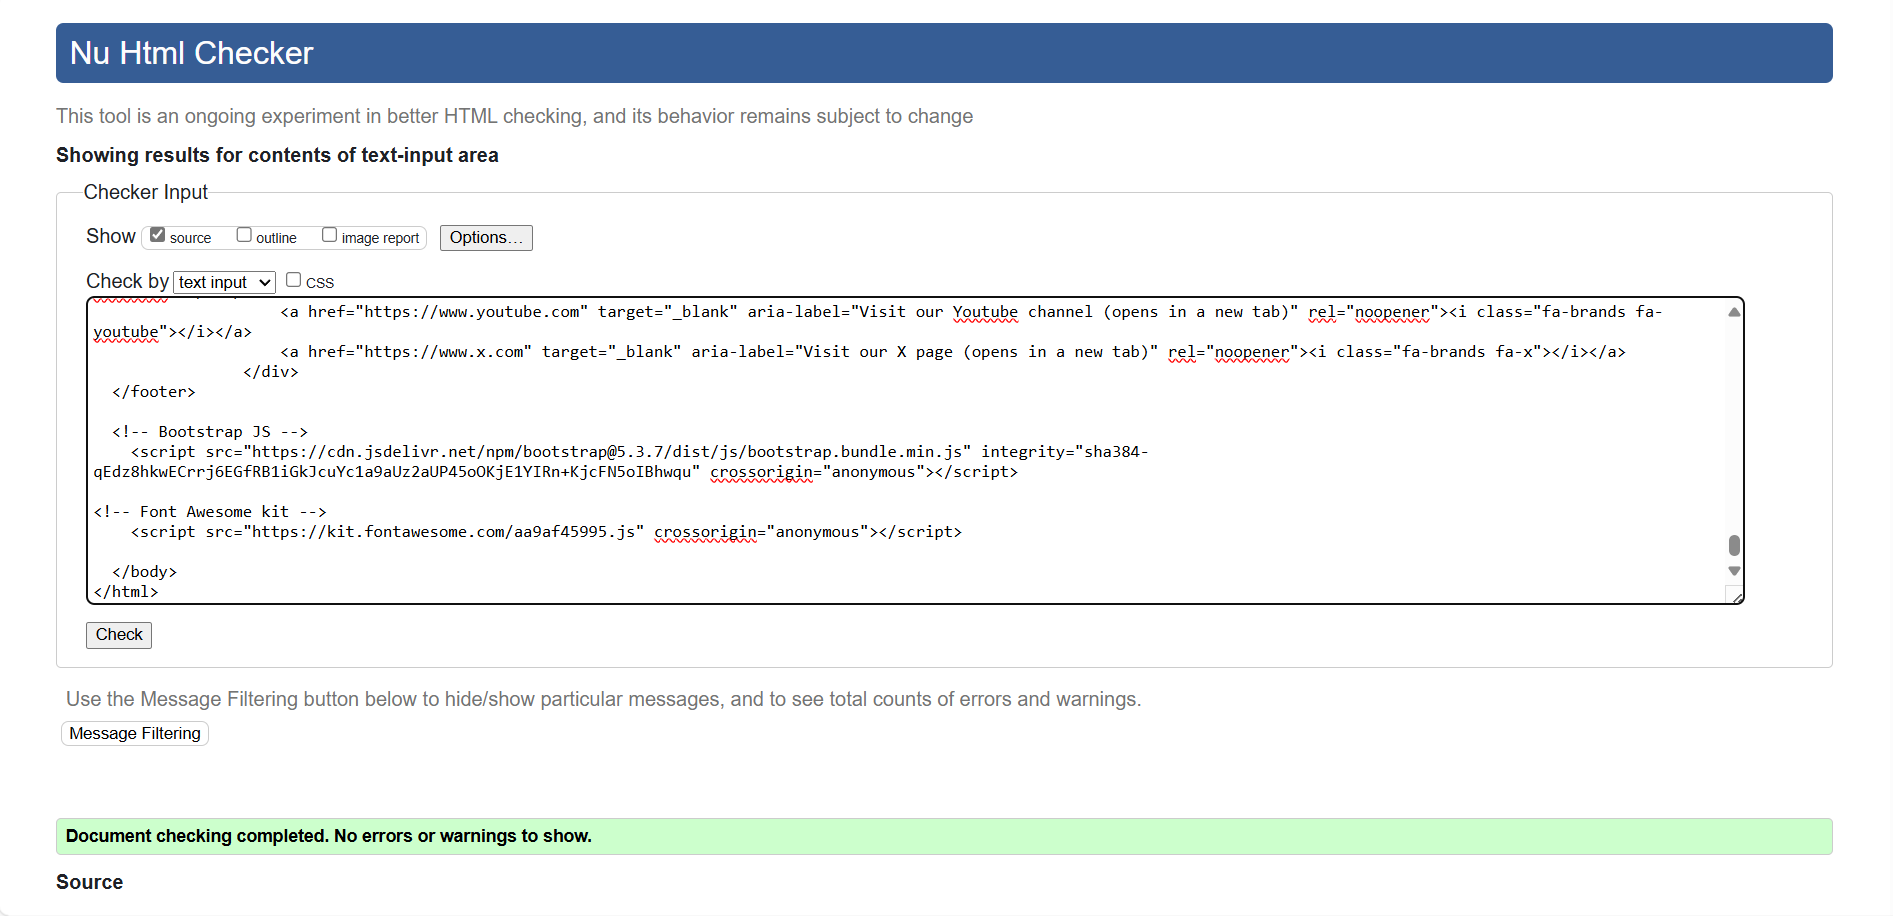 Nu Html Checker
This tool is an ongoing experiment in better HTML checking, and its behavior remains subject to change
Showing results for contents of text-input area
Checker Input
Show source outline image report Options...
Check by text input CSS
<a href="https://www.youtube.com" target="_blank" aria-label="Visit our Youtube channel (opens in a new tab)" rel="noopener"><i class="fa-brands fa-
youtube"></i></a>
<a href="https://www.x.com" target="_blank" aria-label="Visit our X page (opens in a new tab)" rel="noopener"><i class="fa-brands fa-x"></i></a>
</div>
</footer>
<!-- Bootstrap JS -->
<script src="https://cdn.jsdelivr.net/npm/bootstrap@5.3.7/dist/js/bootstrap.bundle.min.js" integrity="sha384-
qEdz8hkwECrrj6EGfRB1iGkJcuYc1a9aUz2aUP45oOKjE1YIRn+KjcFN5oIBhwqu" crossorigin="anonymous"></script>
<!-- Font Awesome kit -->
<script src="https://kit.fontawesome.com/aa9af45995.js" crossorigin="anonymous"></script>
</body>
</html>
Check
Use the Message Filtering button below to hide/show particular messages, and to see total counts of errors and warnings.
Message Filtering
Document checking completed. No errors or warnings to show.
Source